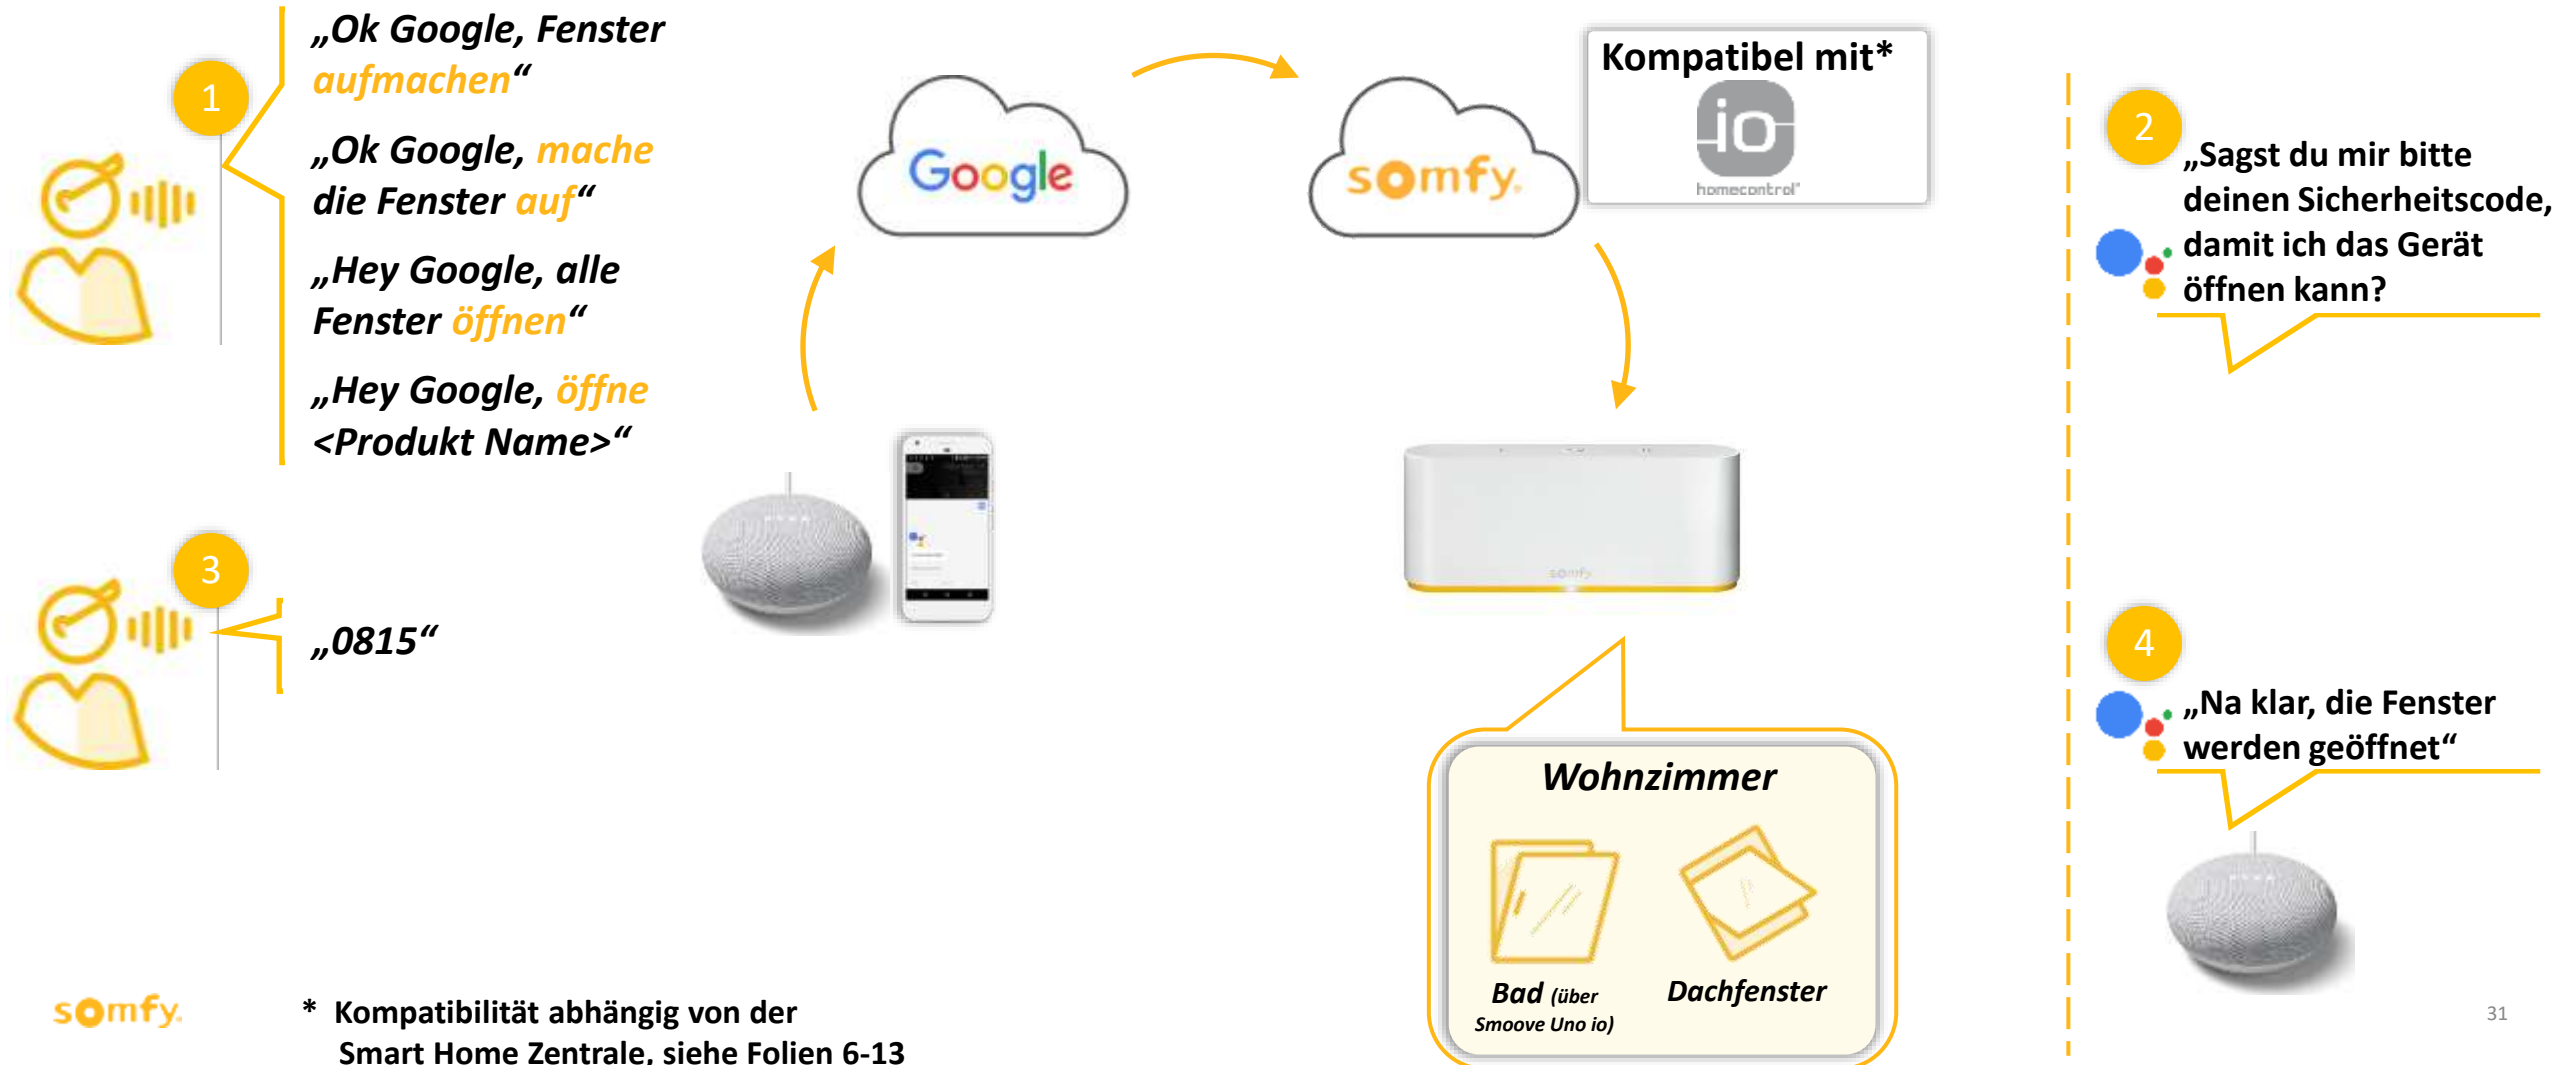 1
„Ok Google, Fenster
aufmachen“
„Ok Google, mache
die Fenster auf“
„Hey Google, alle
Fenster öffnen“
„Hey Google, öffne
<Produkt Name>“
3
„0815“
Google
somfy.
Kompatibel mit*
io
homecontrol®
somfy.
Wohnzimmer
Bad (über
Smoove Uno io)
Dachfenster
2
„Sagst du mir bitte
deinen Sicherheitscode,
damit ich das Gerät
öffnen kann?
4
„Na klar, die Fenster
werden geöffnet“
somfy.
* Kompatibilität abhängig von der
Smart Home Zentrale, siehe Folien 6-13
31